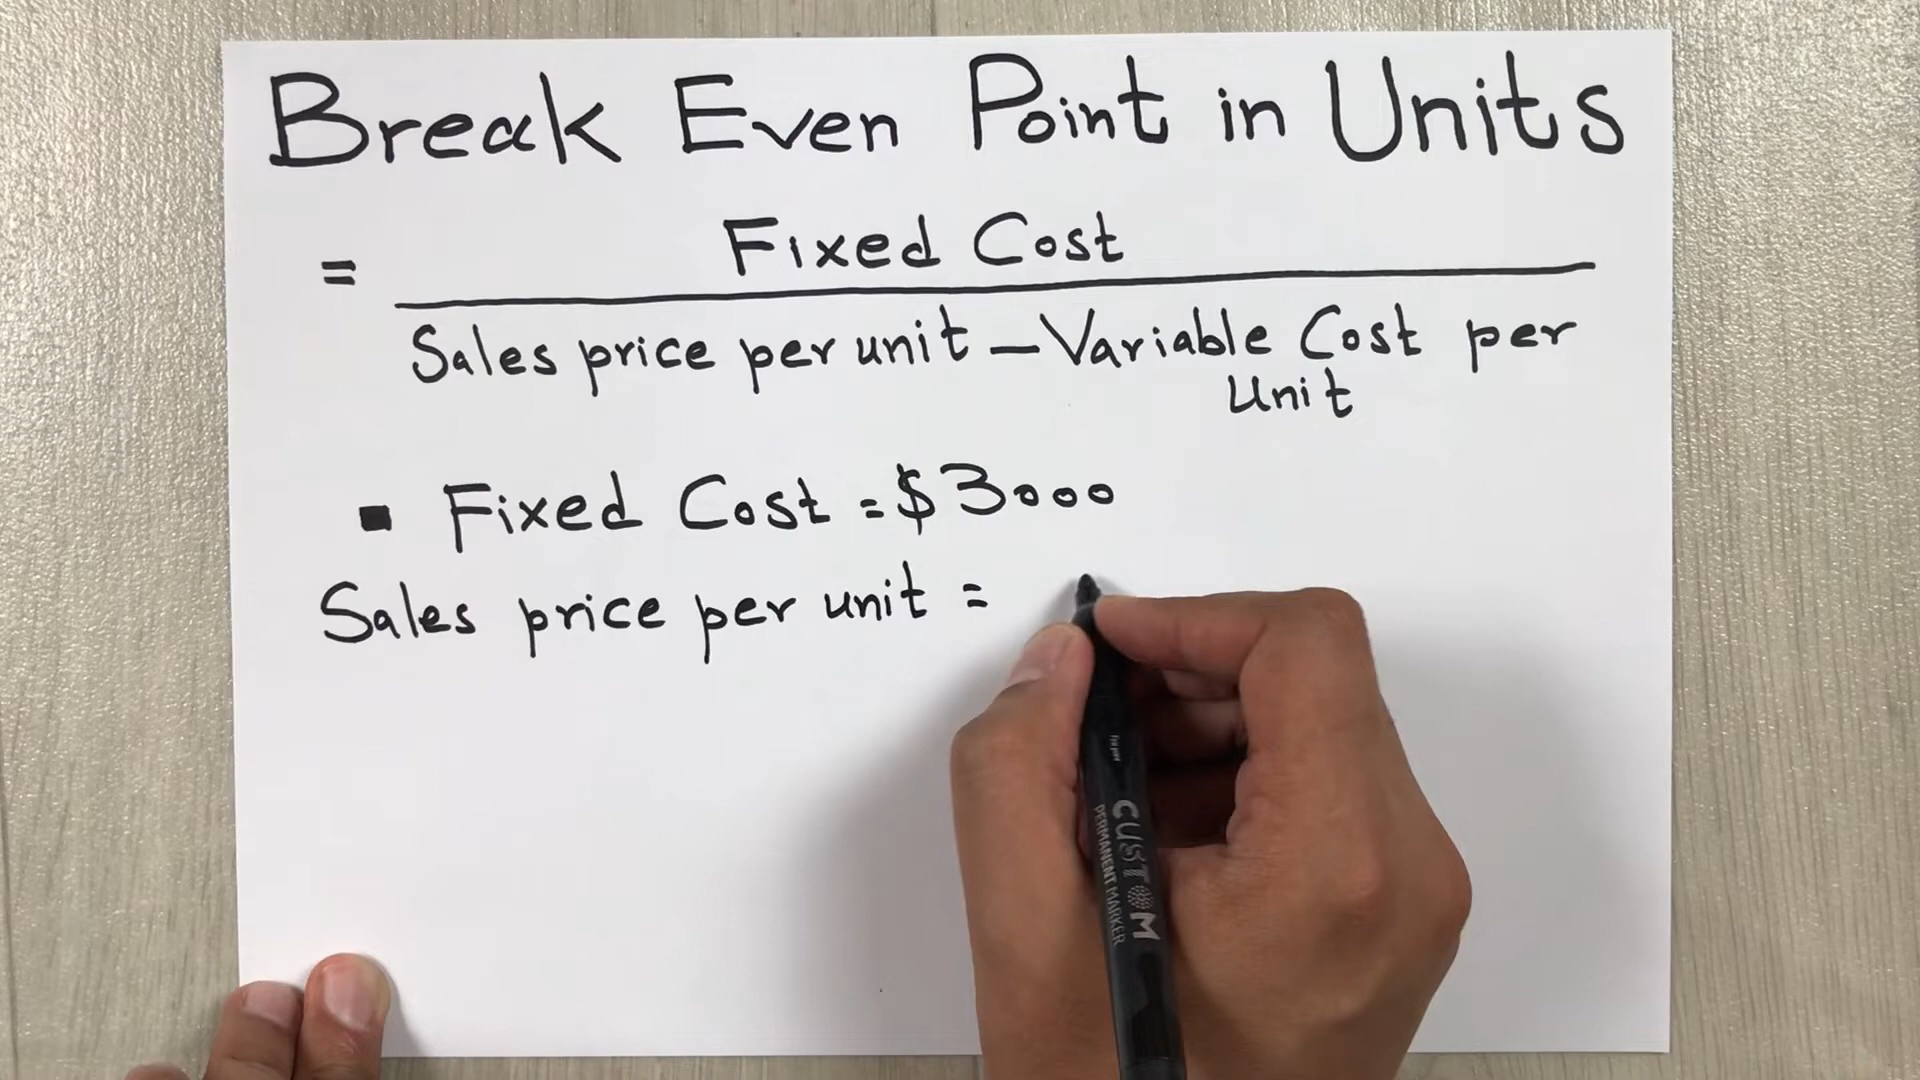 Break Even Point in Units
= Fixed Cost
Sales price per unit – Variable Cost per
Unit
▪ Fixed Cost = $3000
Sales price per unit =
CUSTOM
PERMANENT MARKER